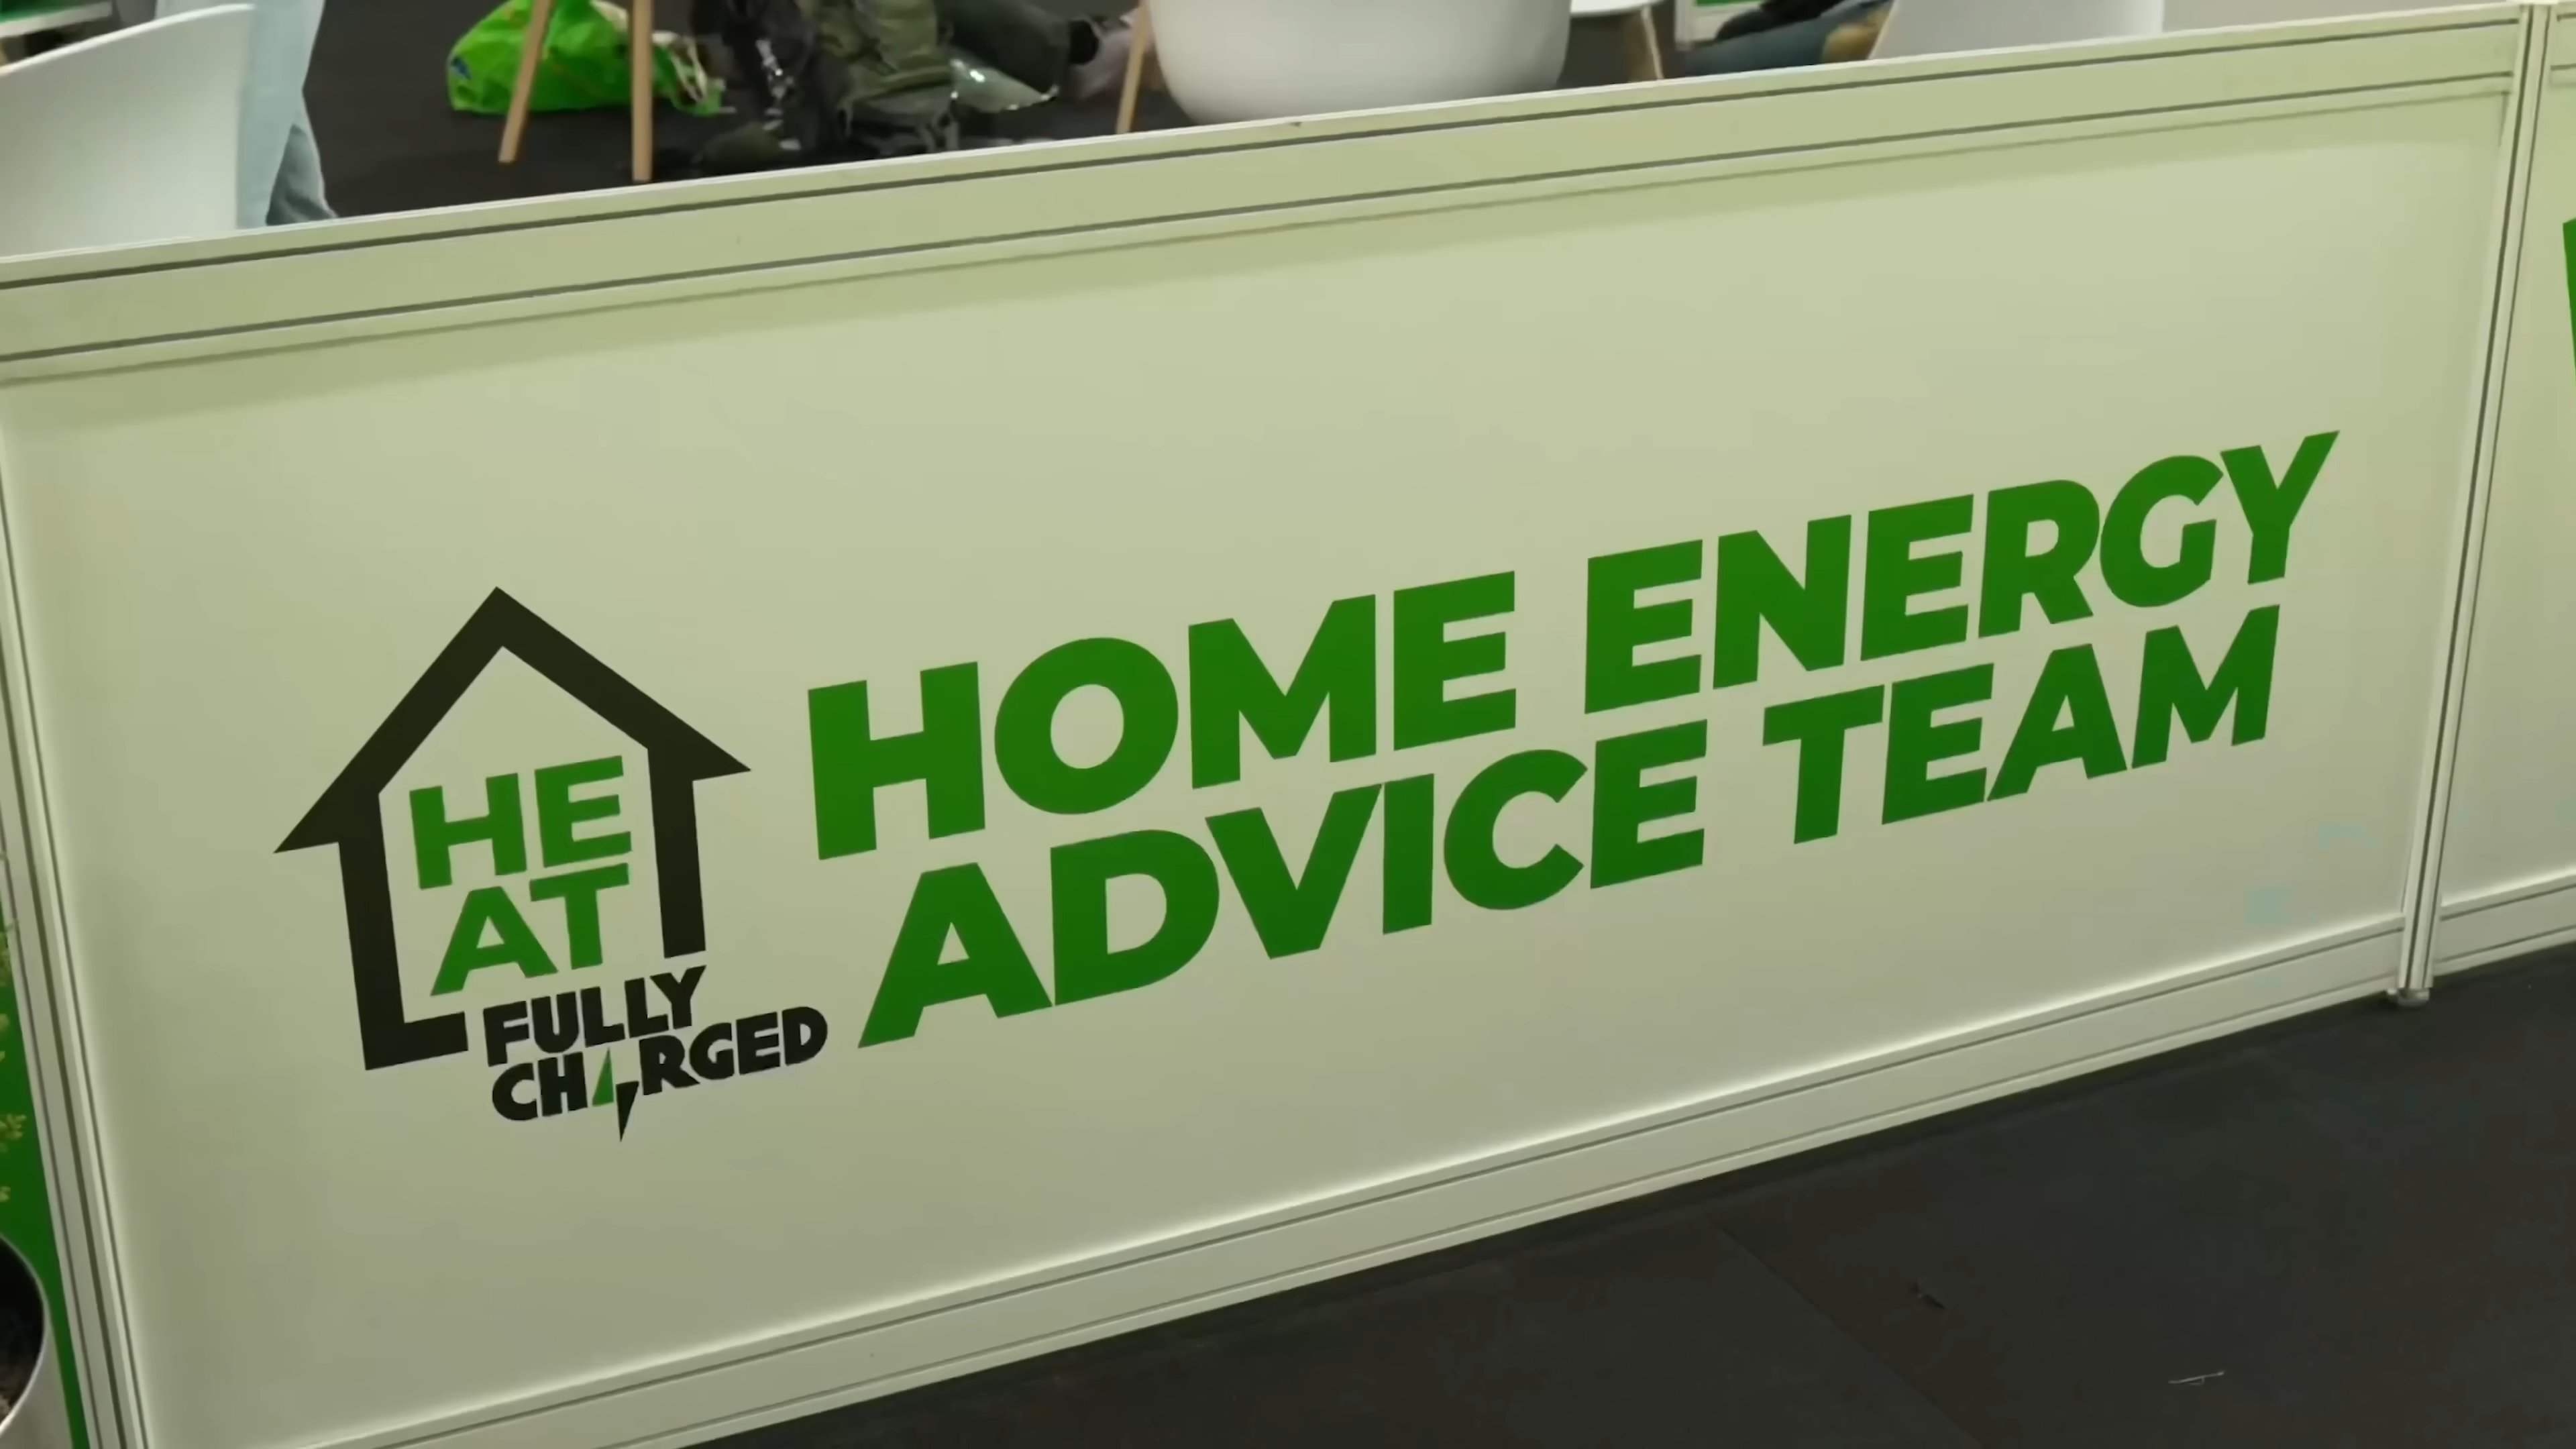 HE
AT
FULLY
CHARGED
HOME ENERGY
ADVICE TEAM